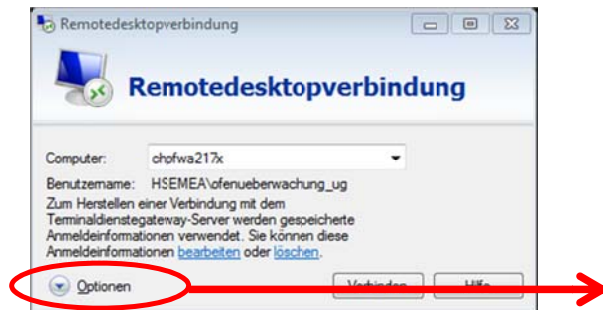 Remotedesktopverbindung
Remotedesktopverbindung
Computer: chpfwa217x
Benutzername: HSEMEA\ofenueberwachung_ug
Zum Herstellen einer Verbindung mit dem
Terminaldienstegateway-Server werden gespeicherte
Anmeldeinformationen verwendet. Sie können diese
Anmeldeinformationen bearbeiten oder löschen.
Optionen Verbinden Hilfe